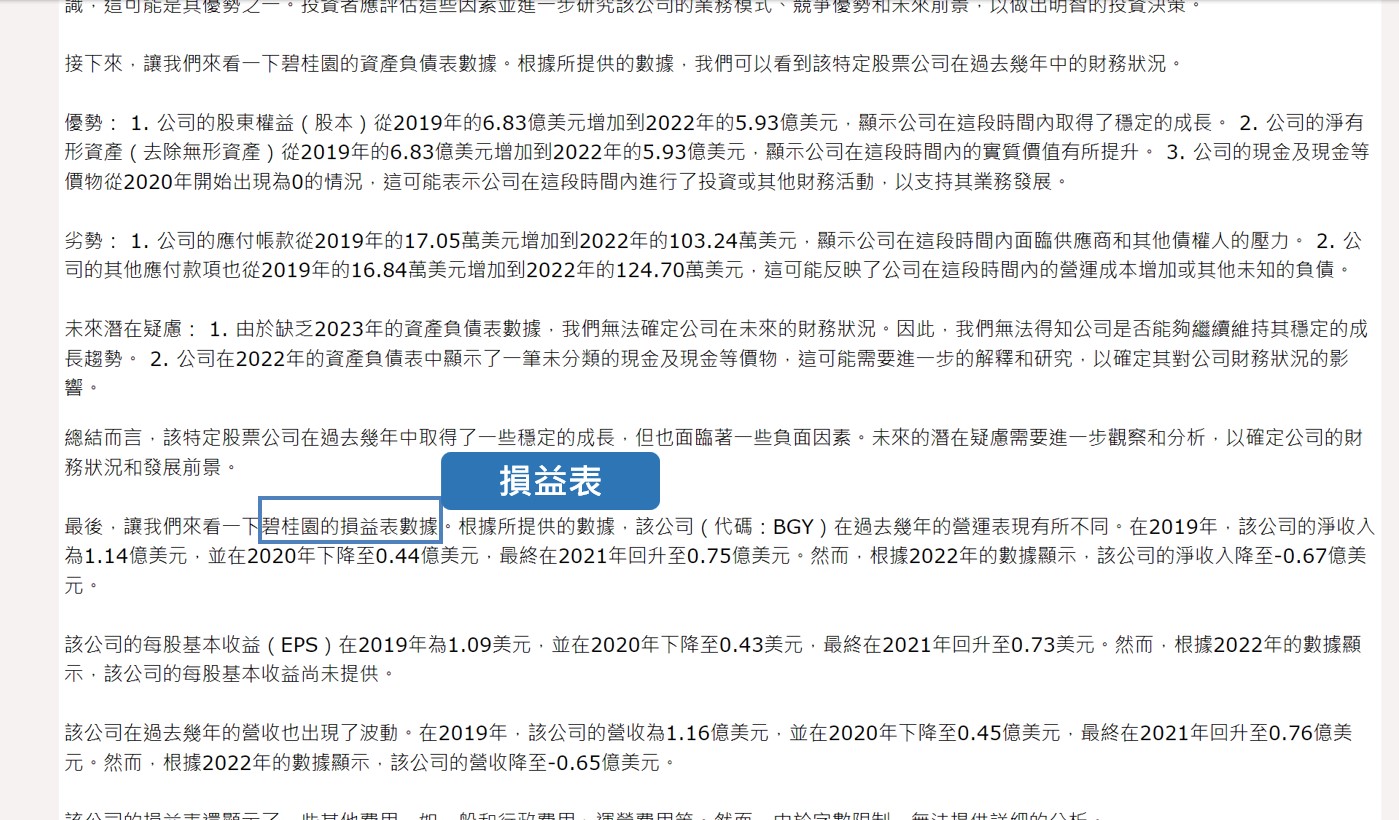 識，這可能是其優勢之一。投資者應評估這些因素並進一步研究該公司的業務模式、競爭優勢和未來前景，以做出明智的投資決策。
接下來，讓我們來看一下碧桂園的資產負債表數據。根據所提供的數據，我們可以看到該特定股票公司在過去幾年中的財務狀況。
優勢： 1. 公司的股東權益（股本）從2019年的6.83億美元增加到2022年的5.93億美元，顯示公司在這段時間內取得了穩定的成長。 2. 公司的淨有
形資產（去除無形資產）從2019年的6.83億美元增加到2022年的5.93億美元，顯示公司在這段時間內的實質價值有所提升。 3. 公司的現金及現金等
價物從2020年開始出現為0的情況，這可能表示公司在這段時間內進行了投資或其他財務活動，以支持其業務發展。
劣勢： 1. 公司的應付帳款從2019年的17.05萬美元增加到2022年的103.24萬美元，顯示公司在這段時間內面臨供應商和其他債權人的壓力。 2. 公
司的其他應付款項也從2019年的16.84萬美元增加到2022年的124.70萬美元，這可能反映了公司在這段時間內的營運成本增加或其他未知的負債。
未來潛在疑慮： 1. 由於缺乏2023年的資產負債表數據，我們無法確定公司在未來的財務狀況。因此，我們無法得知公司是否能夠繼續維持其穩定的成
長趨勢。 2. 公司在2022年的資產負債表中顯示了一筆未分類的現金及現金等價物，這可能需要進一步的解釋和研究，以確定其對公司財務狀況的影
響。
總結而言，該特定股票公司在過去幾年中取得了一些穩定的成長，但也面臨著一些負面因素。未來的潛在疑慮需要進一步觀察和分析，以確定公司的財
務狀況和發展前景。
損益表
最後，讓我們來看一下碧桂園的損益表數據。根據所提供的數據，該公司（代碼：BGY）在過去幾年的營運表現有所不同。在2019年，該公司的淨收入
為1.14億美元，並在2020年下降至0.44億美元，最終在2021年回升至0.75億美元。然而，根據2022年的數據顯示，該公司的淨收入降至-0.67億美
元。
該公司的每股基本收益（EPS）在2019年為1.09美元，並在2020年下降至0.43美元，最終在2021年回升至0.73美元。然而，根據2022年的數據顯
示，該公司的每股基本收益尚未提供。
該公司在過去幾年的營收也出現了波動。在2019年，該公司的營收為1.16億美元，並在2020年下降至0.45億美元，最終在2021年回升至0.76億美
元。然而，根據2022年的數據顯示，該公司的營收降至-0.65億美元。
該公司的損益表還顯示了一些其他費用，如一般和行政費用、運營費用等。然而，由於字數限制，無法提供詳細的分析。